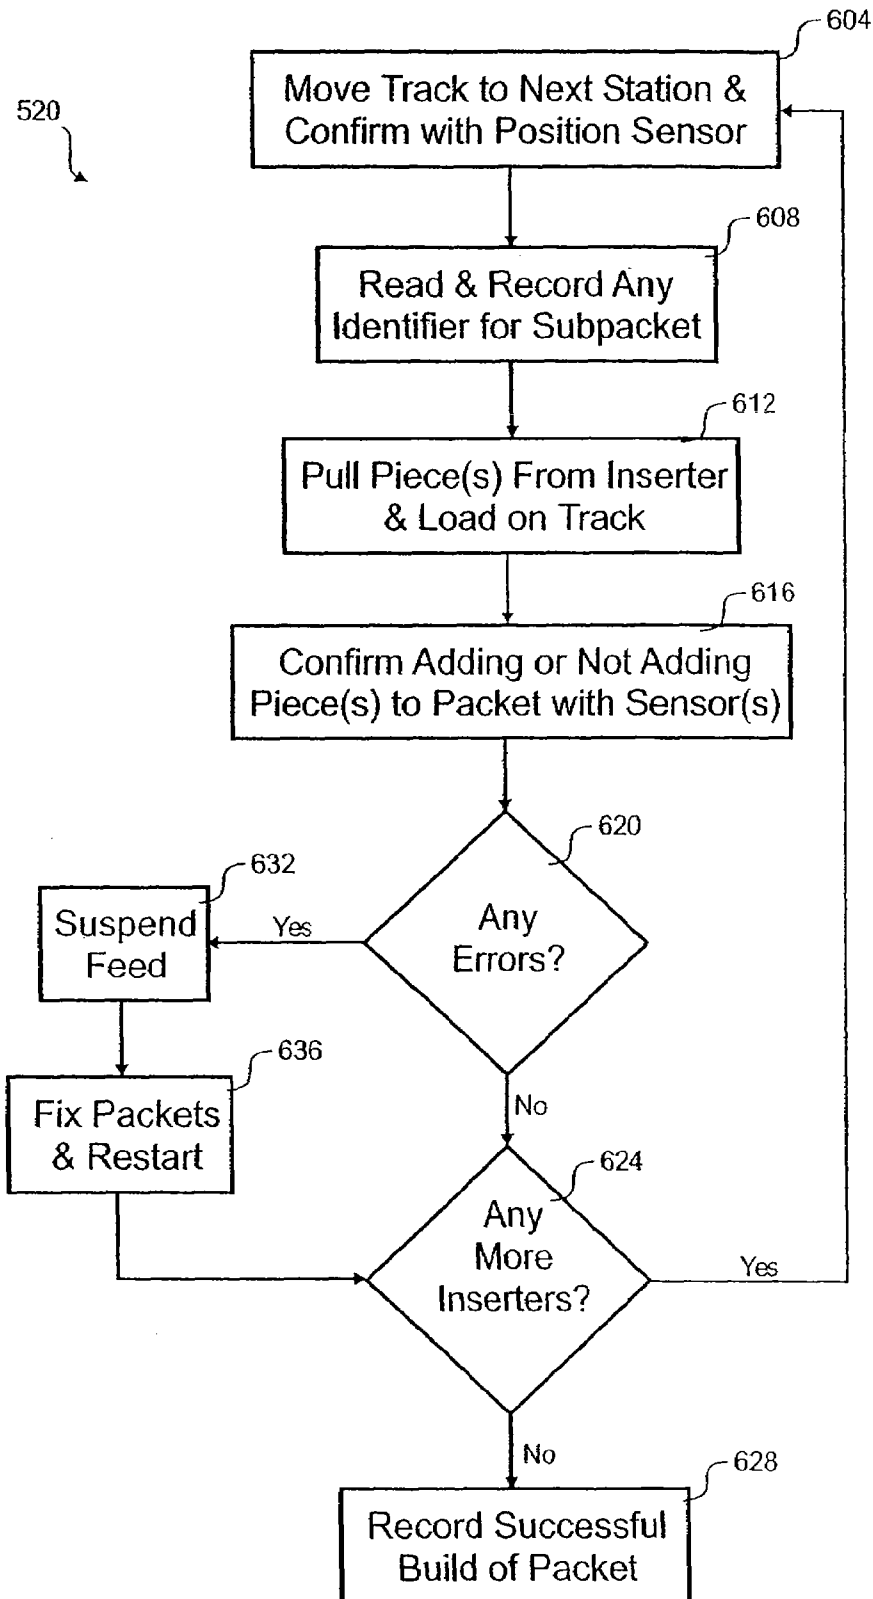 604
520
Move Track to Next Station &
Confirm with Position Sensor
608
Read & Record Any
Identifier for Subpacket
612
Pull Piece(s) From Inserter
& Load on Track
616
Confirm Adding or Not Adding
Piece(s) to Packet with Sensor(s)
620
Any
Errors?
Yes
632
Suspend
Feed
636
Fix Packets
& Restart
No
624
Any
More
Inserters?
Yes
No
628
Record Successful
Build of Packet